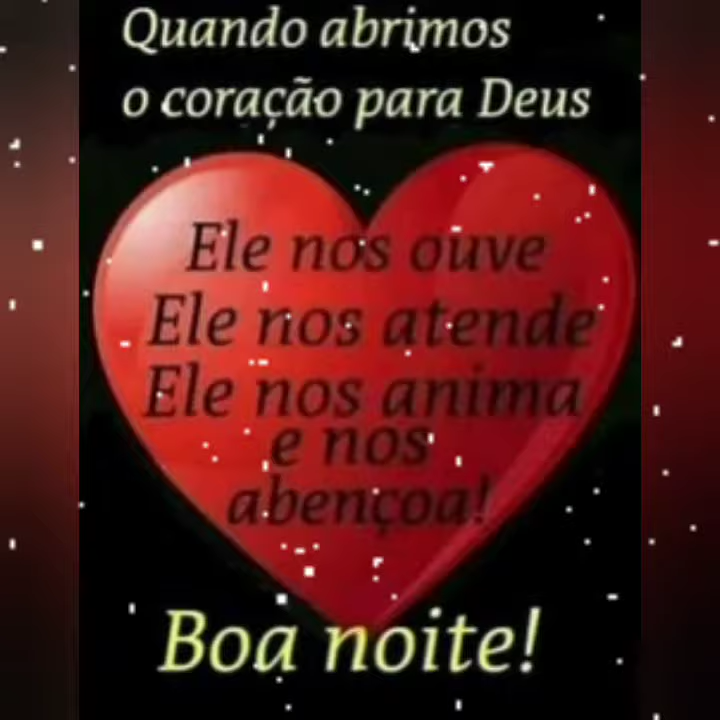 Quando abrimos
o coração para Deus
Ele nos ouve
Ele nos atende
Ele nos anima
e nos
abençoa!
Boa noite!